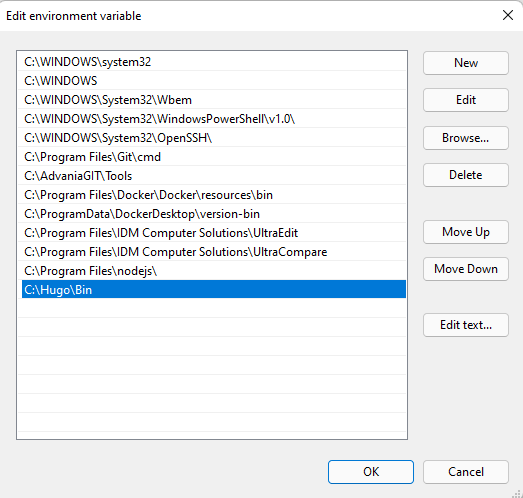 Edit environment variable
C:\WINDOWS\system32
C:\WINDOWS
C:\WINDOWS\System32\Wbem
C:\WINDOWS\System32\WindowsPowerShell\v1.0\
C:\WINDOWS\System32\OpenSSH\
C:\Program Files\Git\cmd
C:\AdvaniaGIT\Tools
C:\Program Files\Docker\Docker\resources\bin
C:\ProgramData\DockerDesktop\version-bin
C:\Program Files\IDM Computer Solutions\UltraEdit
C:\Program Files\IDM Computer Solutions\UltraCompare
C:\Program Files\nodejs\
C:\Hugo\Bin
New
Edit
Browse...
Delete
Move Up
Move Down
Edit text...
OK
Cancel